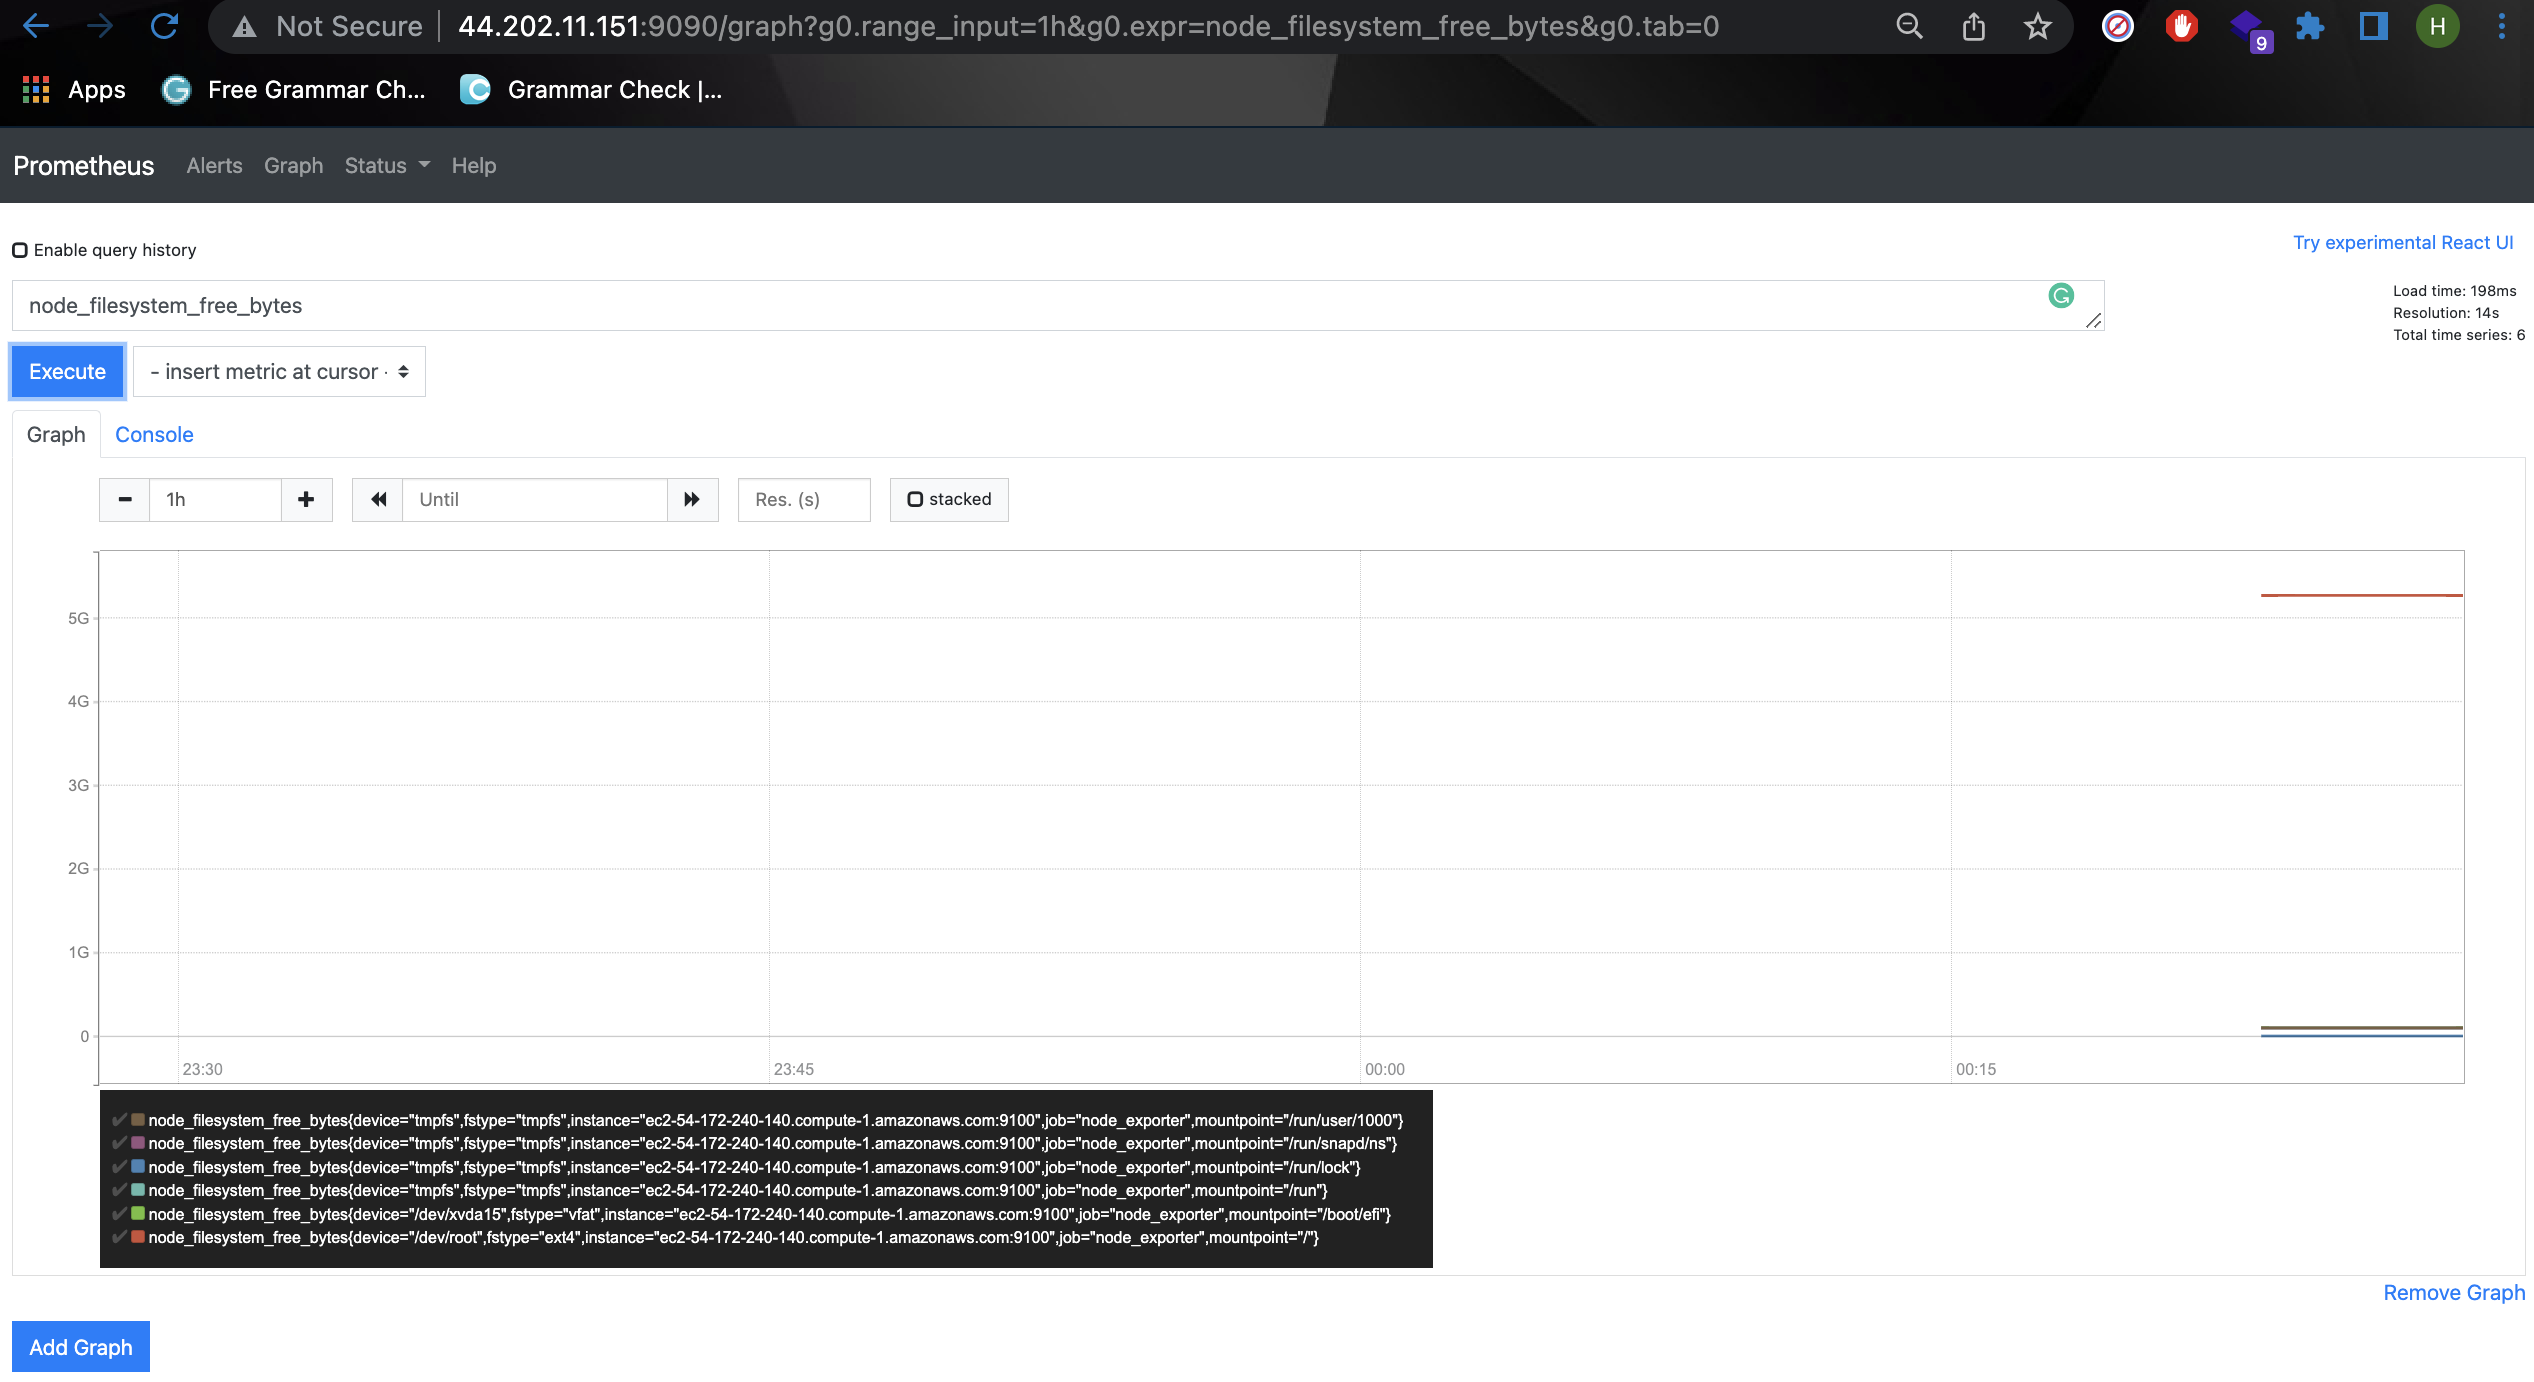 Not Secure | 44.202.11.151:9090/graph?g0.range_input=1h&g0.expr=node_filesystem_free_bytes&g0.tab=0
9
H
Apps Free Grammar Ch... Grammar Check |...
Prometheus Alerts Graph Status Help
Enable query history
Try experimental React UI
node_filesystem_free_bytes
Load time: 198ms
Resolution: 14s
Total time series: 6
Execute - insert metric at cursor -
Graph Console
1h Until Res. (s) stacked
5G
4G
3G
2G
1G
0
23:30 23:45 00:00 00:15
node_filesystem_free_bytes{device="tmpfs",fstype="tmpfs",instance="ec2-54-172-240-140.compute-1.amazonaws.com:9100",job="node_exporter",mountpoint="/run/user/1000"}
node_filesystem_free_bytes{device="tmpfs",fstype="tmpfs",instance="ec2-54-172-240-140.compute-1.amazonaws.com:9100",job="node_exporter",mountpoint="/run/snapd/ns"}
node_filesystem_free_bytes{device="tmpfs",fstype="tmpfs",instance="ec2-54-172-240-140.compute-1.amazonaws.com:9100",job="node_exporter",mountpoint="/run/lock"}
node_filesystem_free_bytes{device="tmpfs",fstype="tmpfs",instance="ec2-54-172-240-140.compute-1.amazonaws.com:9100",job="node_exporter",mountpoint="/run"}
node_filesystem_free_bytes{device="/dev/xvda15",fstype="vfat",instance="ec2-54-172-240-140.compute-1.amazonaws.com:9100",job="node_exporter",mountpoint="/boot/efi"}
node_filesystem_free_bytes{device="/dev/root",fstype="ext4",instance="ec2-54-172-240-140.compute-1.amazonaws.com:9100",job="node_exporter",mountpoint="/"}
Remove Graph
Add Graph